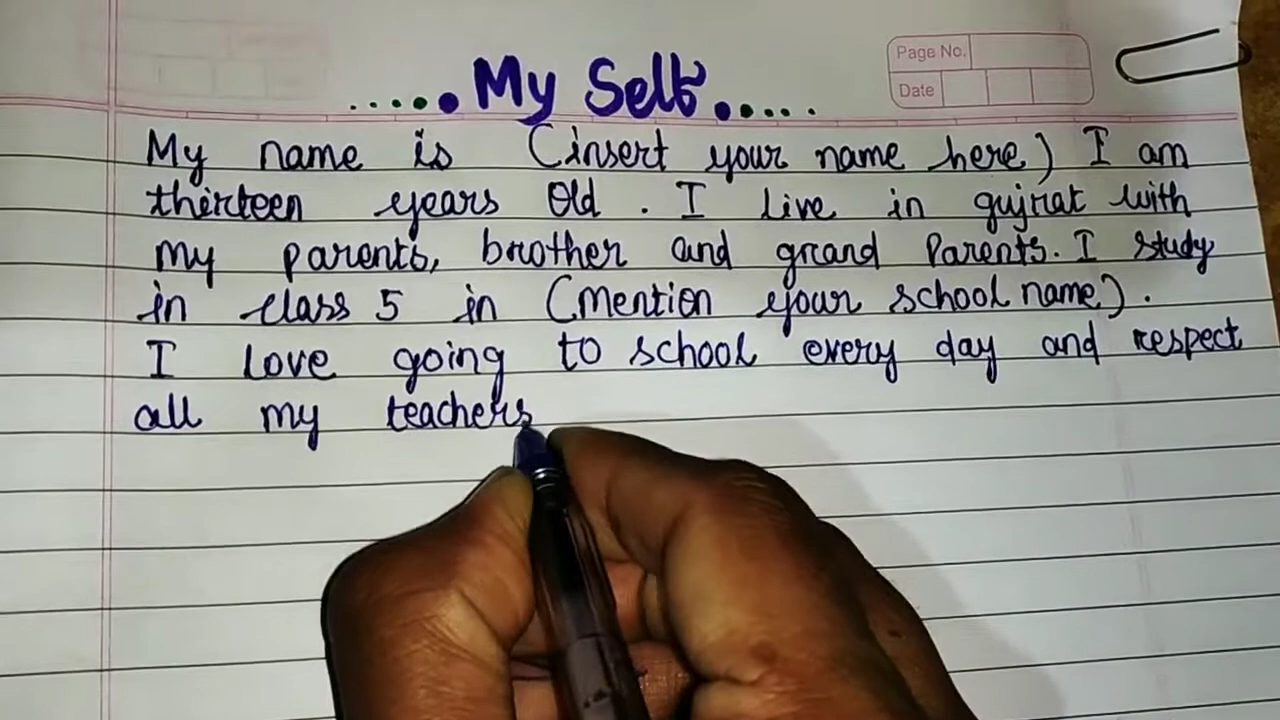 Page No.
Date
.....My Self.....
My name is (insert your name here) I am
thirteen years old. I live in gujrat with
my parents, brother and grand Parents. I study
in class 5 in (Mention your school name).
I love going to school every day and respect
all my teachers